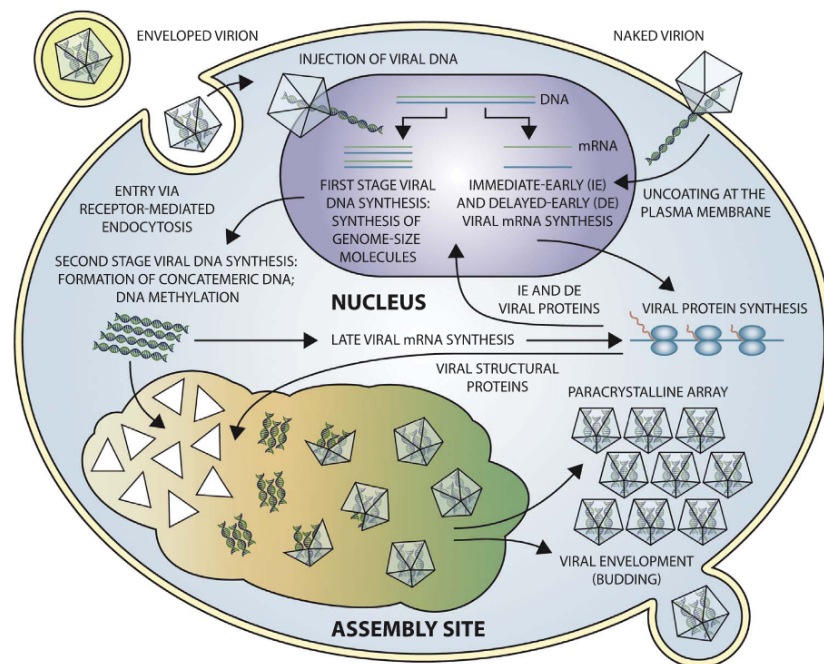 ENVELOPED VIRION
NAKED VIRION
INJECTION OF VIRAL DNA
DNA
mRNA
ENTRY VIA
RECEPTOR-MEDIATED
ENDOCYTOSIS
FIRST STAGE VIRAL
DNA SYNTHESIS:
SYNTHESIS OF
GENOME-SIZE
MOLECULES
IMMEDIATE-EARLY (IE)
AND DELAYED-EARLY (DE)
VIRAL mRNA SYNTHESIS
UNCOATING AT THE
PLASMA MEMBRANE
SECOND STAGE VIRAL DNA SYNTHESIS:
FORMATION OF CONCATEMERIC DNA;
DNA METHYLATION
NUCLEUS
IE AND DE
VIRAL PROTEINS
VIRAL PROTEIN SYNTHESIS
LATE VIRAL mRNA SYNTHESIS
VIRAL STRUCTURAL
PROTEINS
PARACRYSTALLINE ARRAY
VIRAL ENVELOPMENT
(BUDDING)
ASSEMBLY SITE